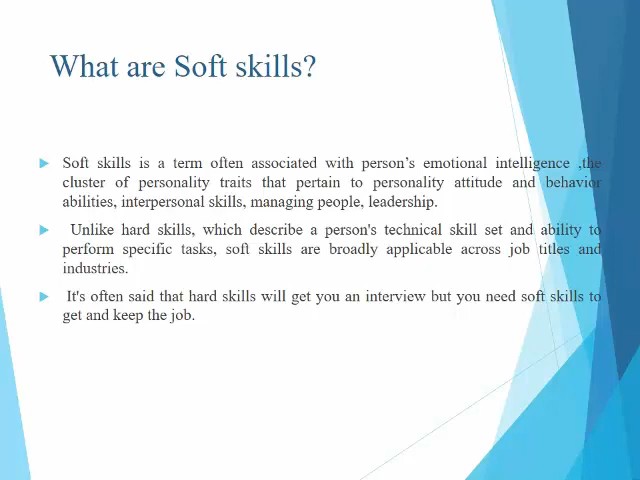 What are Soft skills?
Soft skills is a term often associated with person’s emotional intelligence ,the
cluster of personality traits that pertain to personality attitude and behavior
abilities, interpersonal skills, managing people, leadership.
Unlike hard skills, which describe a person's technical skill set and ability to
perform specific tasks, soft skills are broadly applicable across job titles and
industries.
It's often said that hard skills will get you an interview but you need soft skills to
get and keep the job.